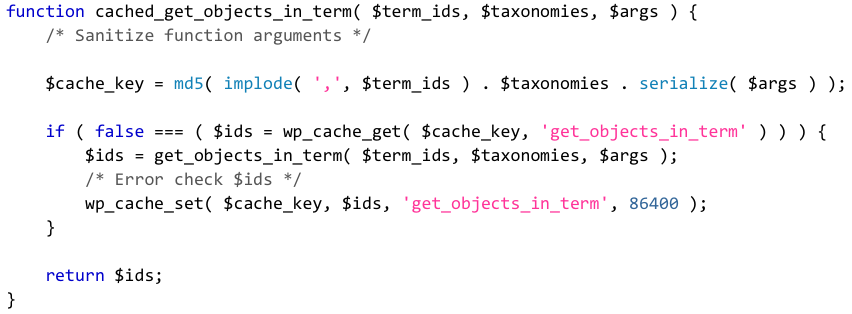 function cached_get_objects_in_term( $term_ids, $taxonomies, $args ) {
    /* Sanitize function arguments */

    $cache_key = md5( implode( ',', $term_ids ) . $taxonomies . serialize( $args ) );

    if ( false === ( $ids = wp_cache_get( $cache_key, 'get_objects_in_term' ) ) ) {
        $ids = get_objects_in_term( $term_ids, $taxonomies, $args );
        /* Error check $ids */
        wp_cache_set( $cache_key, $ids, 'get_objects_in_term', 86400 );
    }

    return $ids;
}